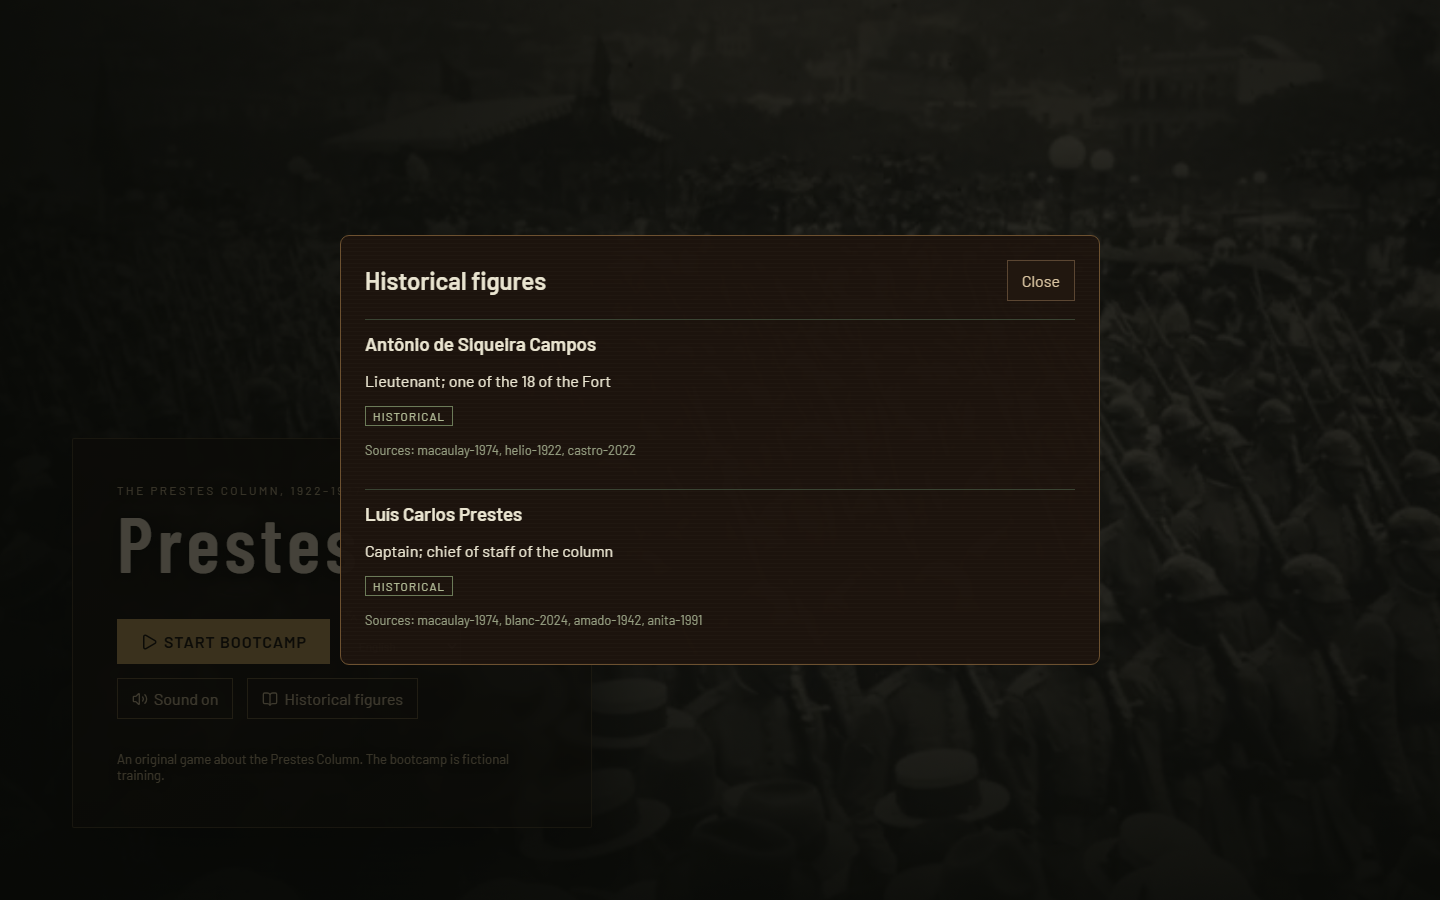 Historical figures
Close
Antônio de Siqueira Campos
Lieutenant; one of the 18 of the Fort
HISTORICAL
Sources: macaulay-1974, helio-1922, castro-2022
Luís Carlos Prestes
Captain; chief of staff of the column
HISTORICAL
Sources: macaulay-1974, blanc-2024, amado-1942, anita-1991
THE PRESTES COLUMN, 1922–19
Prestes
START BOOTCAMP
Sound on
Historical figures
An original game about the Prestes Column. The bootcamp is fictional
training.